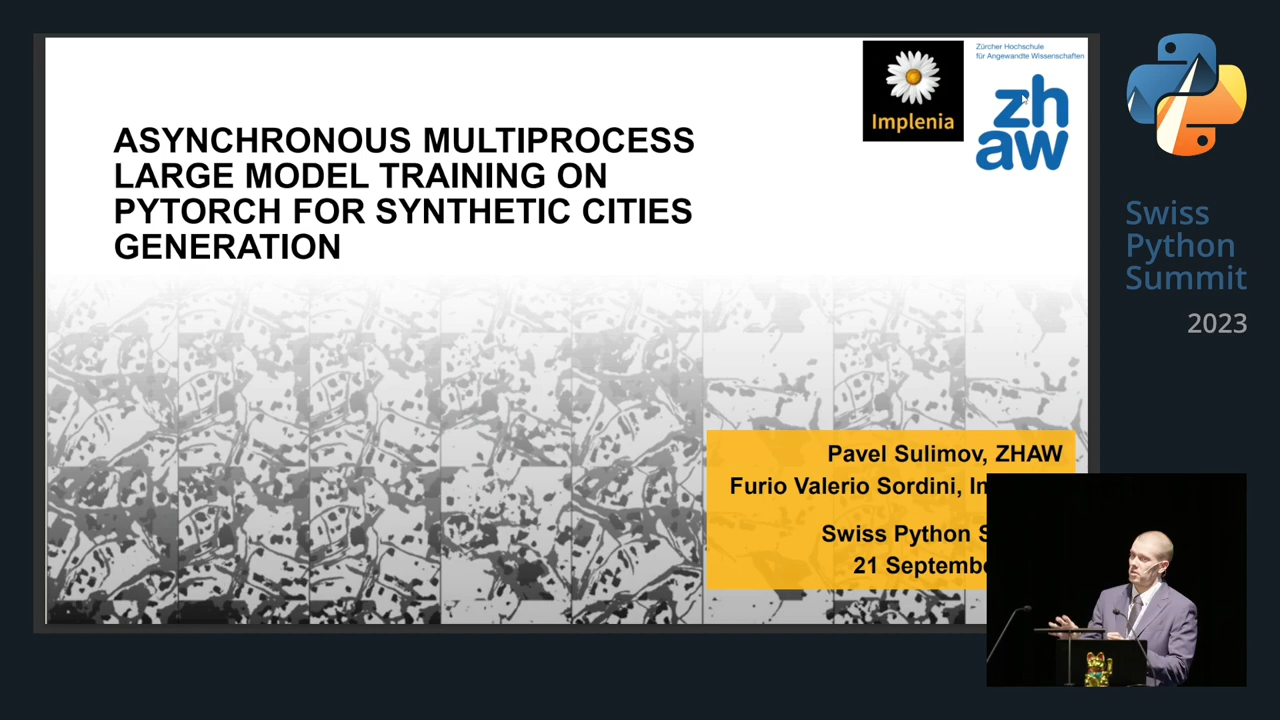 Zürcher Hochschule
für Angewandte Wissenschaften
Implenia
zh
aw
ASYNCHRONOUS MULTIPROCESS
LARGE MODEL TRAINING ON
PYTORCH FOR SYNTHETIC CITIES
GENERATION
Pavel Sulimov, ZHAW
Furio Valerio Sordini,
Swiss Python
21
Swiss
Python
Summit
2023